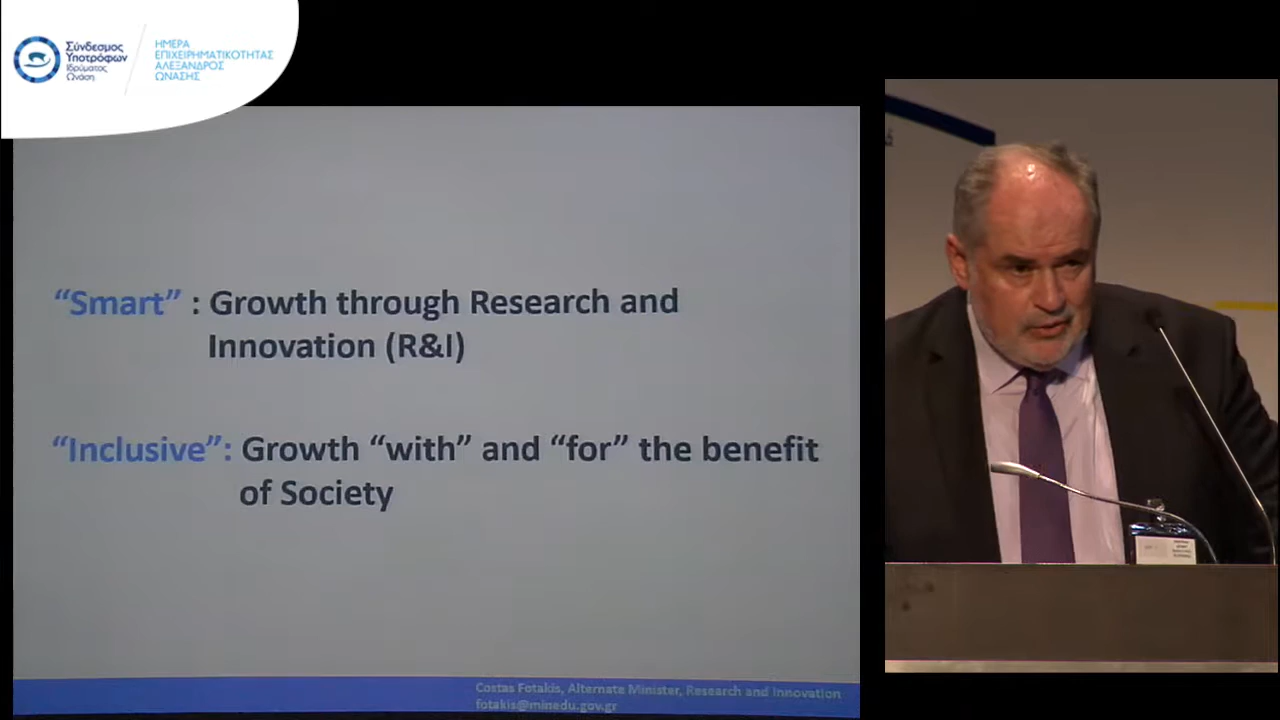 Σύνδεσμος
Υποτρόφων
Ιδρύματος
Ωνάση
ΗΜΕΡΑ
ΕΠΙΧΕΙΡΗΜΑΤΙΚΟΤΗΤΑΣ
ΑΛΕΞΑΝΔΡΟΣ
ΩΝΑΣΗΣ
“Smart” : Growth through Research and
Innovation (R&I)
“Inclusive”: Growth “with” and “for” the benefit
of Society
Costas Fotakis, Alternate Minister, Research and Innovation
fotakis@minedu.gov.gr